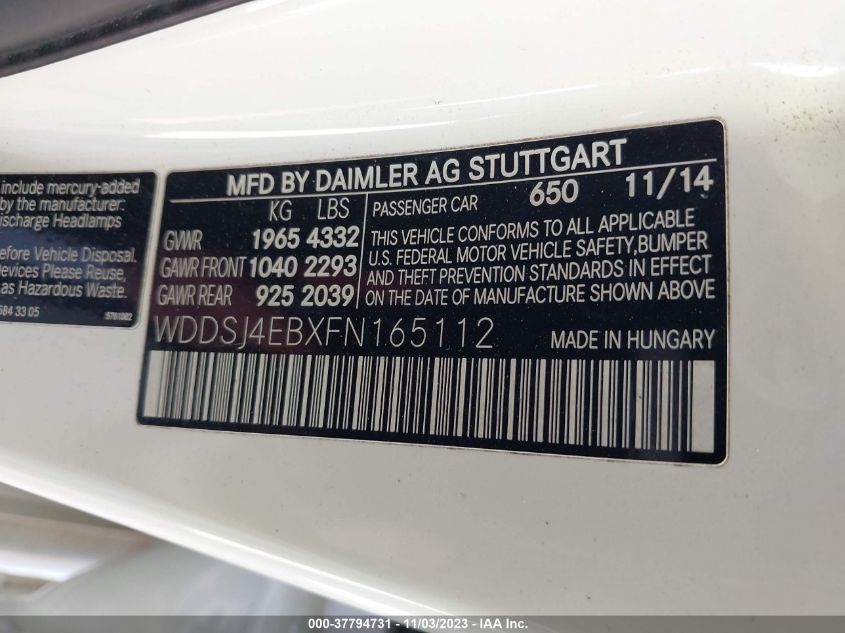 include mercury-added
by the manufacturer:
ischarge Headlamps
efore Vehicle Disposal.
evices Please Reuse,
as Hazardous Waste.
584 33 05
MFD BY DAIMLER AG STUTTGART
KG LBS PASSENGER CAR 650 11/14
GVWR 1965 4332
GAWR FRONT 1040 2293
GAWR REAR 925 2039
THIS VEHICLE CONFORMS TO ALL APPLICABLE
U.S. FEDERAL MOTOR VEHICLE SAFETY,BUMPER
AND THEFT PREVENTION STANDARDS IN EFFECT
ON THE DATE OF MANUFACTURE SHOWN ABOVE
WDDSJ4EBXFN165112 MADE IN HUNGARY
000-37794731 - 11/03/2023 - IAA Inc.